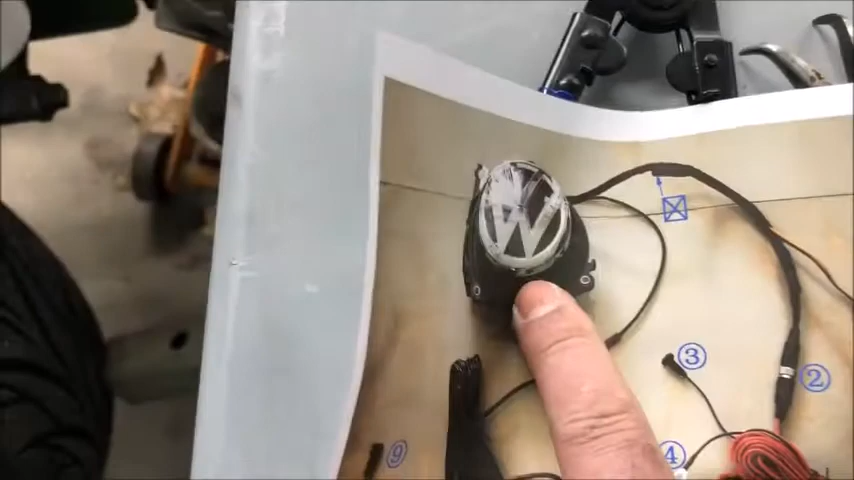 ③
②
④
⑨